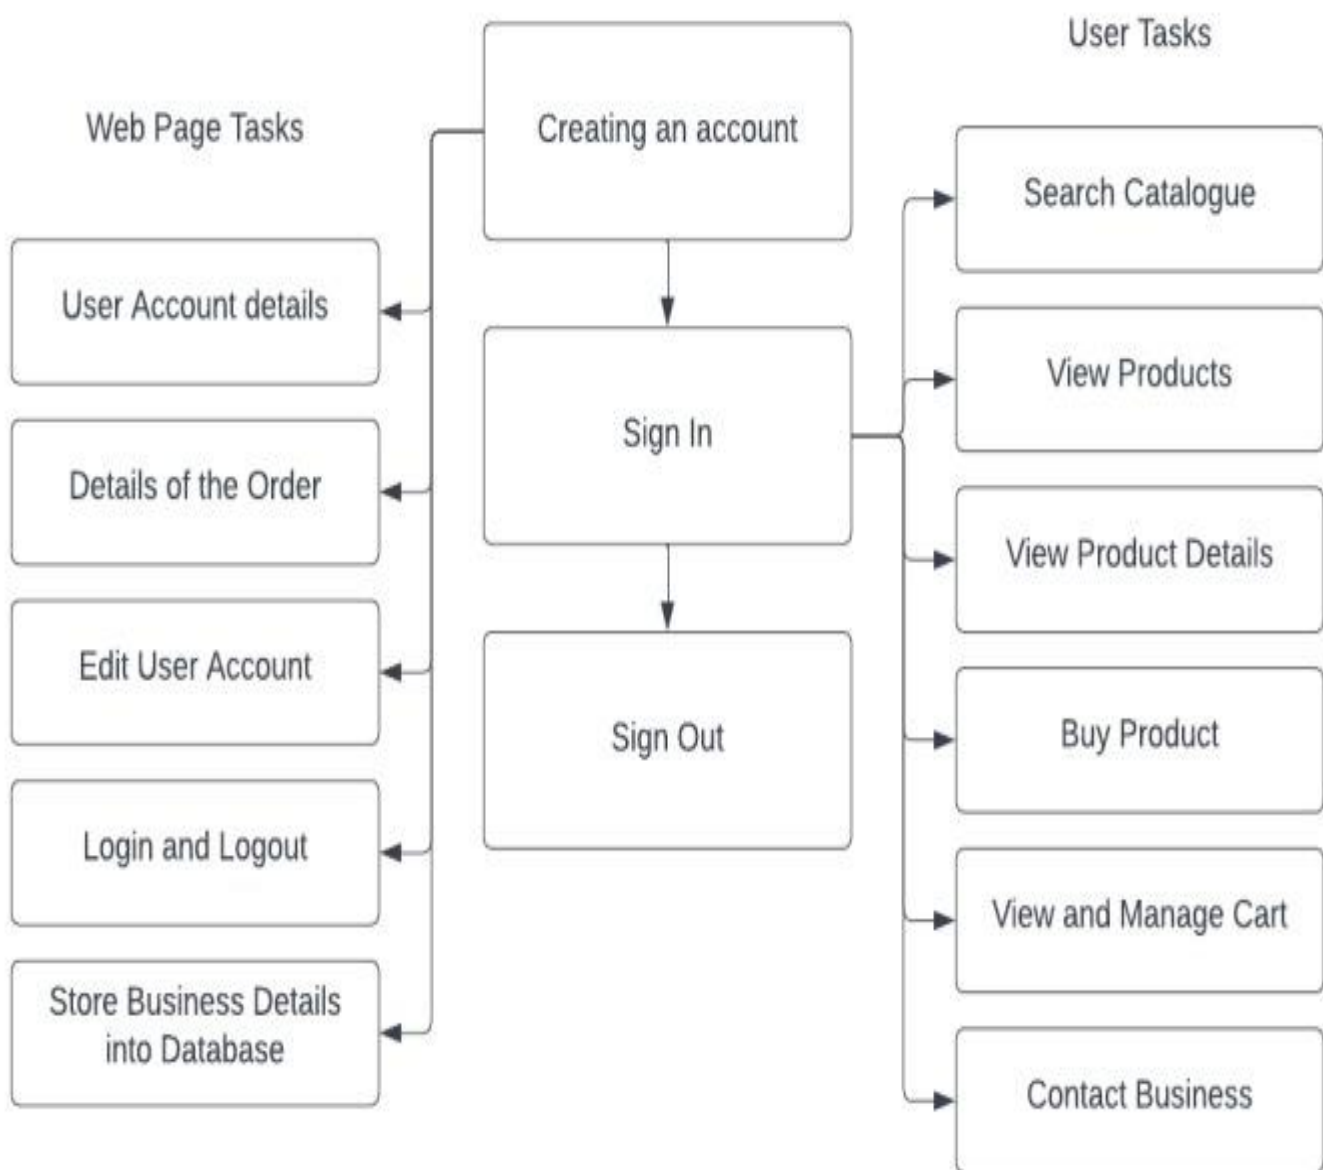 User Tasks
Web Page Tasks
Creating an account
Search Catalogue
User Account details
View Products
Sign In
Details of the Order
View Product Details
Edit User Account
Sign Out
Buy Product
Login and Logout
View and Manage Cart
Store Business Details
into Database
Contact Business